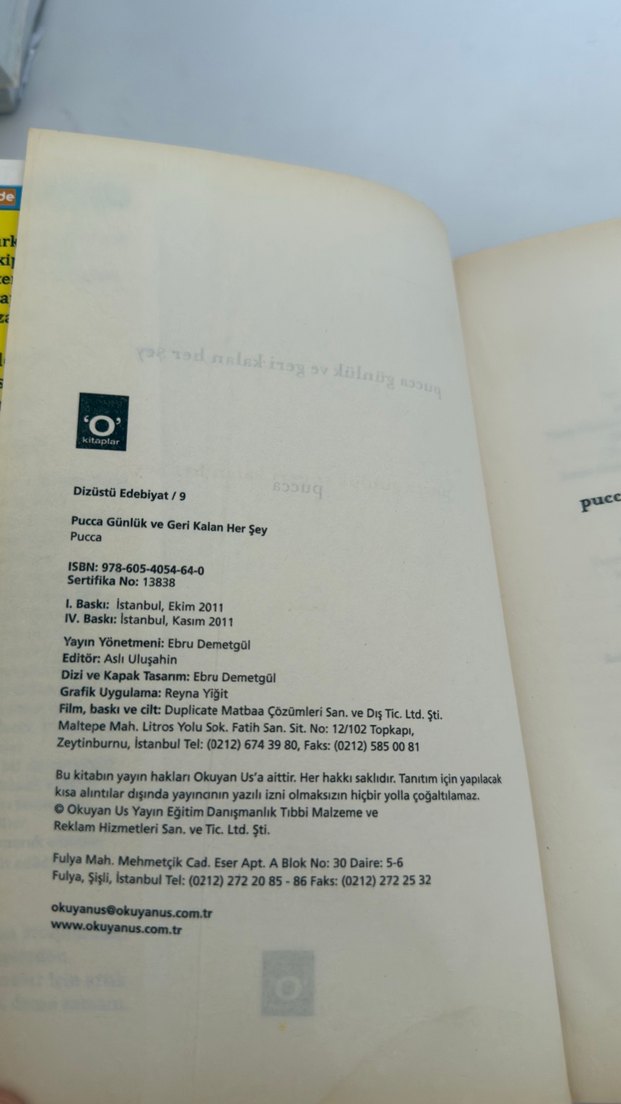 de
'O'
kitaplar
Dizüstü Edebiyat / 9
Pucca Günlük ve Geri Kalan Her Şey
Pucca
ISBN: 978-605-4054-64-0
Sertifika No: 13838
I. Baskı: İstanbul, Ekim 2011
IV. Baskı: İstanbul, Kasım 2011
Yayın Yönetmeni: Ebru Demetgül
Editör: Aslı Uluşahin
Dizi ve Kapak Tasarım: Ebru Demetgül
Grafik Uygulama: Reyna Yiğit
Film, baskı ve cilt: Duplicate Matbaa Çözümleri San. ve Dış Tic. Ltd. Şti.
Maltepe Mah. Litros Yolu Sok. Fatih San. Sit. No: 12/102 Topkapı,
Zeytinburnu, İstanbul Tel: (0212) 674 39 80, Faks: (0212) 585 00 81
Bu kitabın yayın hakları Okuyan Us'a aittir. Her hakkı saklıdır. Tanıtım için yapılacak
kısa alıntılar dışında yayıncının yazılı izni olmaksızın hiçbir yolla çoğaltılamaz.
© Okuyan Us Yayın Eğitim Danışmanlık Tıbbi Malzeme ve
Reklam Hizmetleri San. ve Tic. Ltd. Şti.
Fulya Mah. Mehmetçik Cad. Eser Apt. A Blok No: 30 Daire: 5-6
Fulya, Şişli, İstanbul Tel: (0212) 272 20 85 - 86 Faks: (0212) 272 25 32
okuyanus@okuyanus.com.tr
www.okuyanus.com.tr
pucc